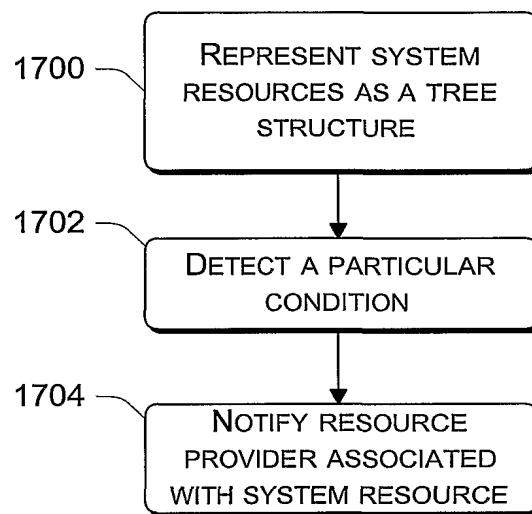 1700
REPRESENT SYSTEM
RESOURCES AS A TREE
STRUCTURE
1702
DETECT A PARTICULAR
CONDITION
1704
NOTIFY RESOURCE
PROVIDER ASSOCIATED
WITH SYSTEM RESOURCE